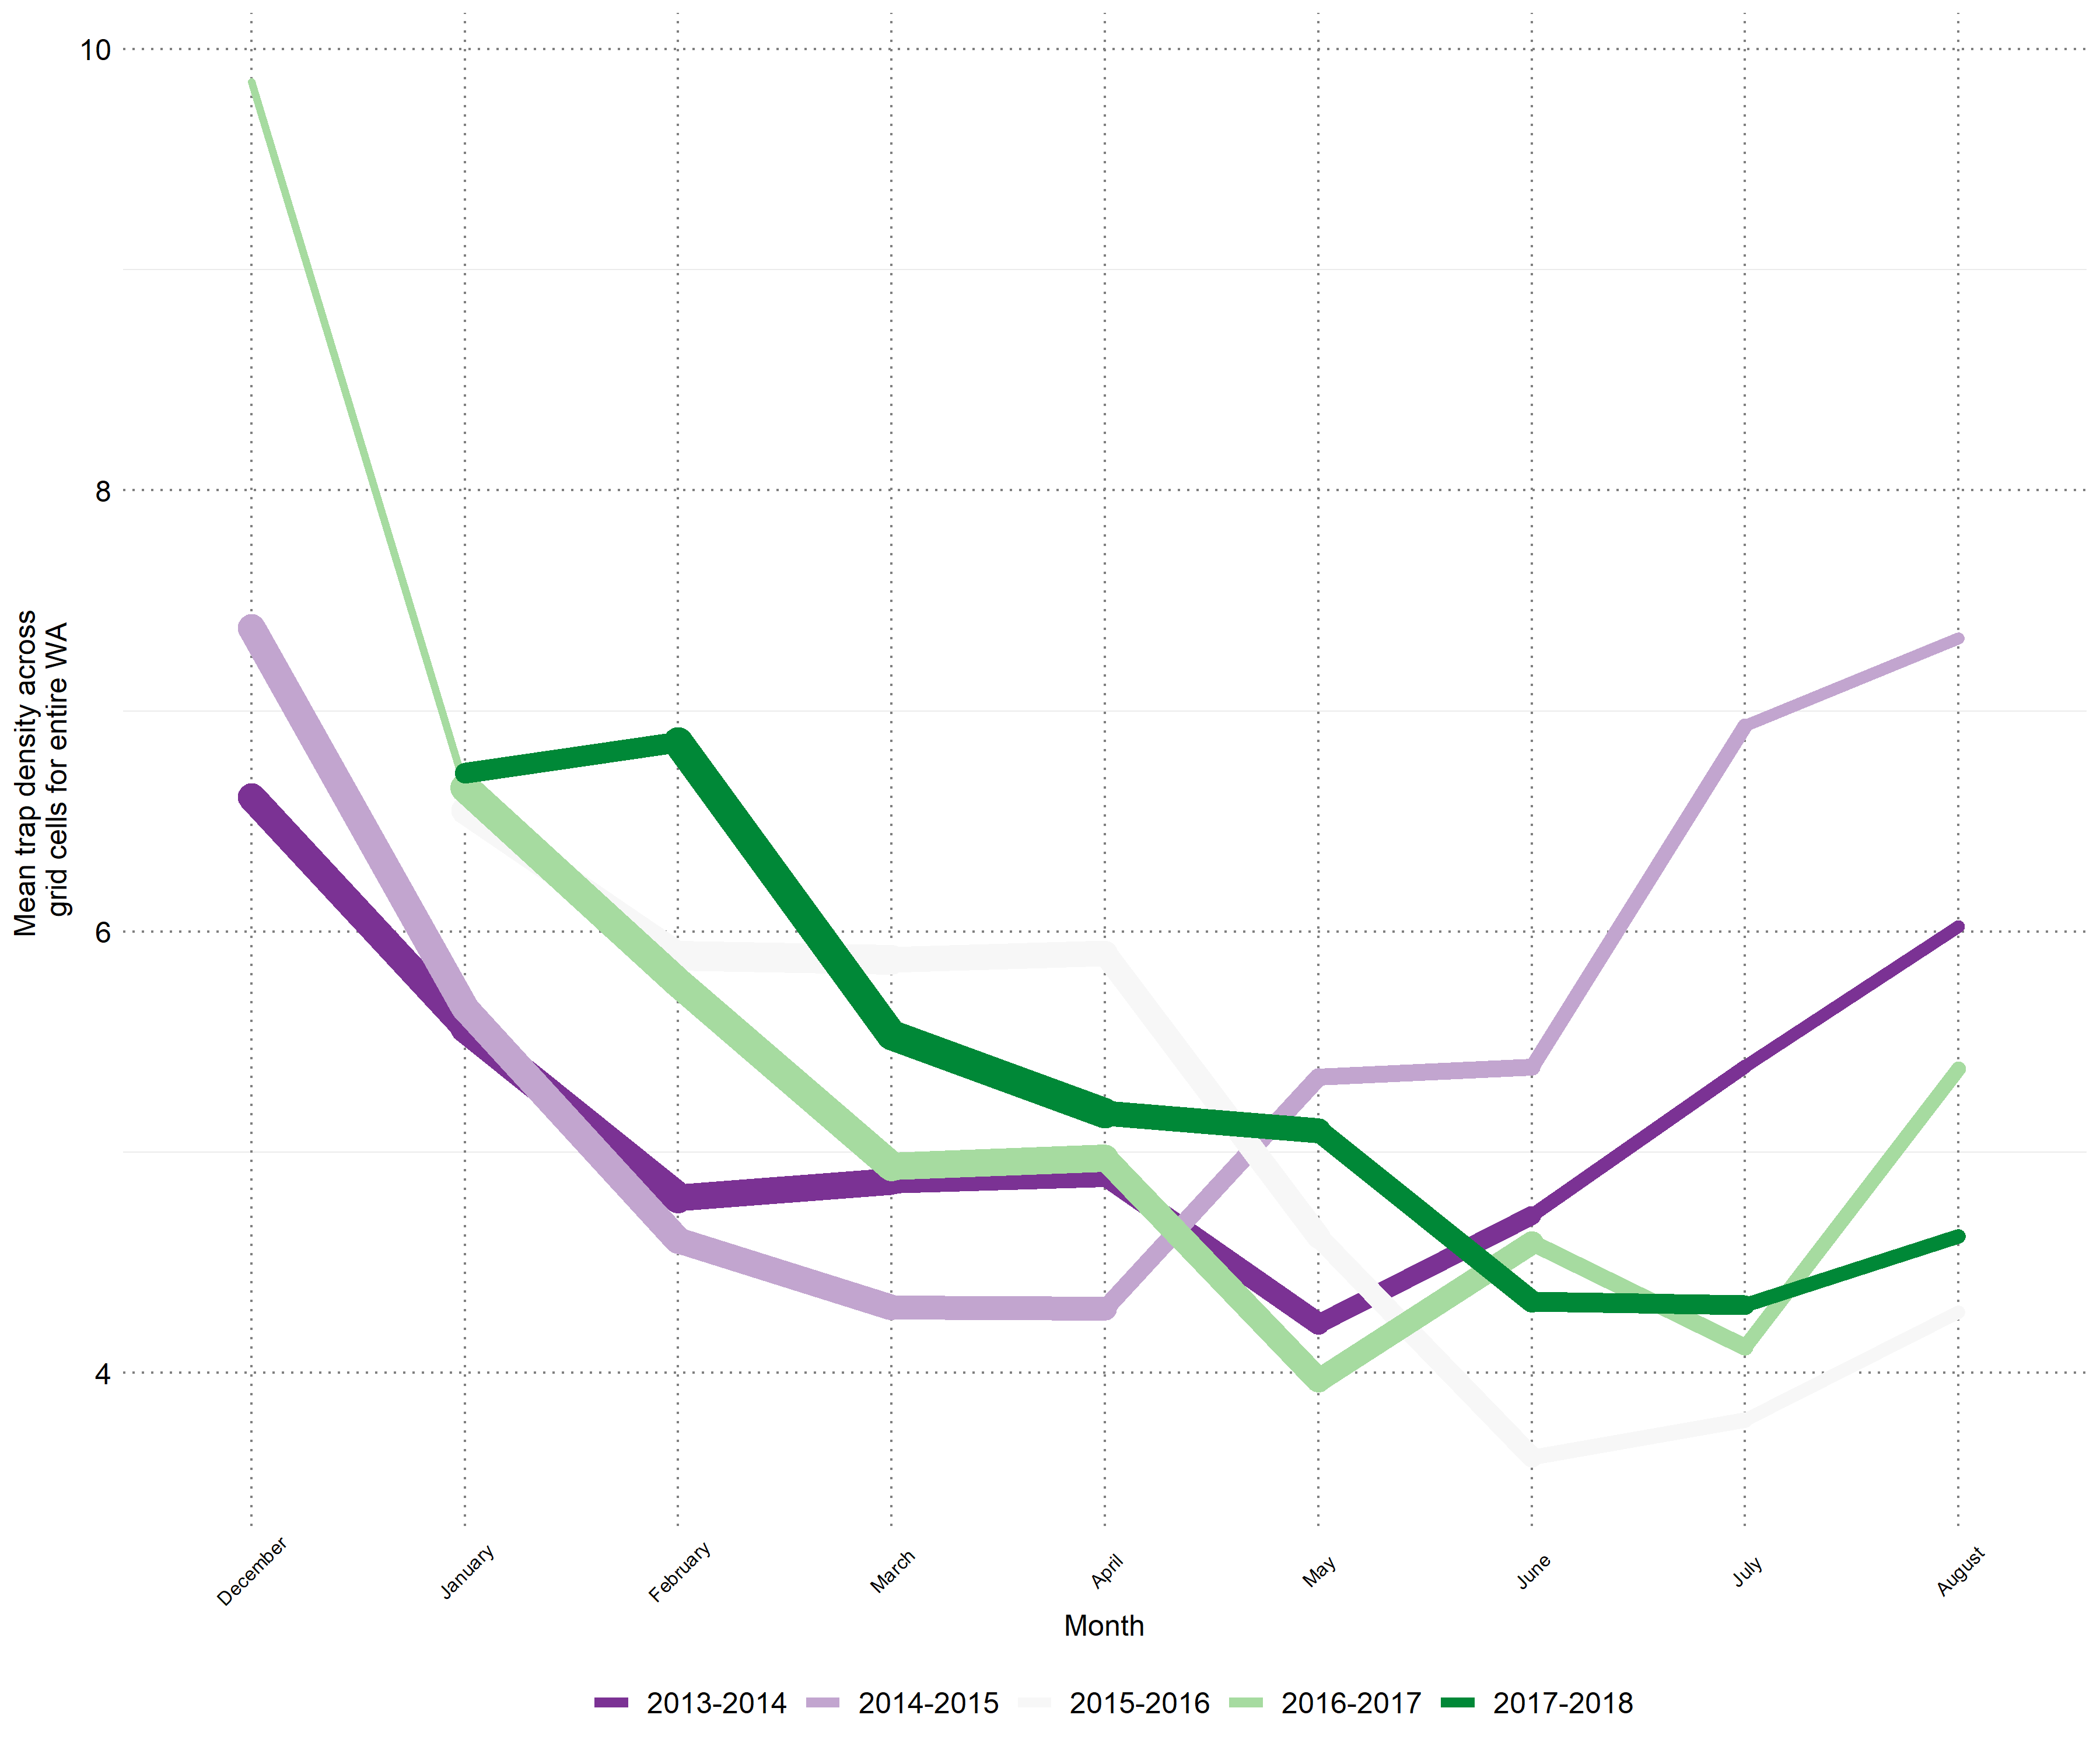 10
8
6
4
Mean trap density across
grid cells for entire WA
December
January
February
March
April
May
June
July
August
Month
2013-2014 2014-2015 2015-2016 2016-2017 2017-2018